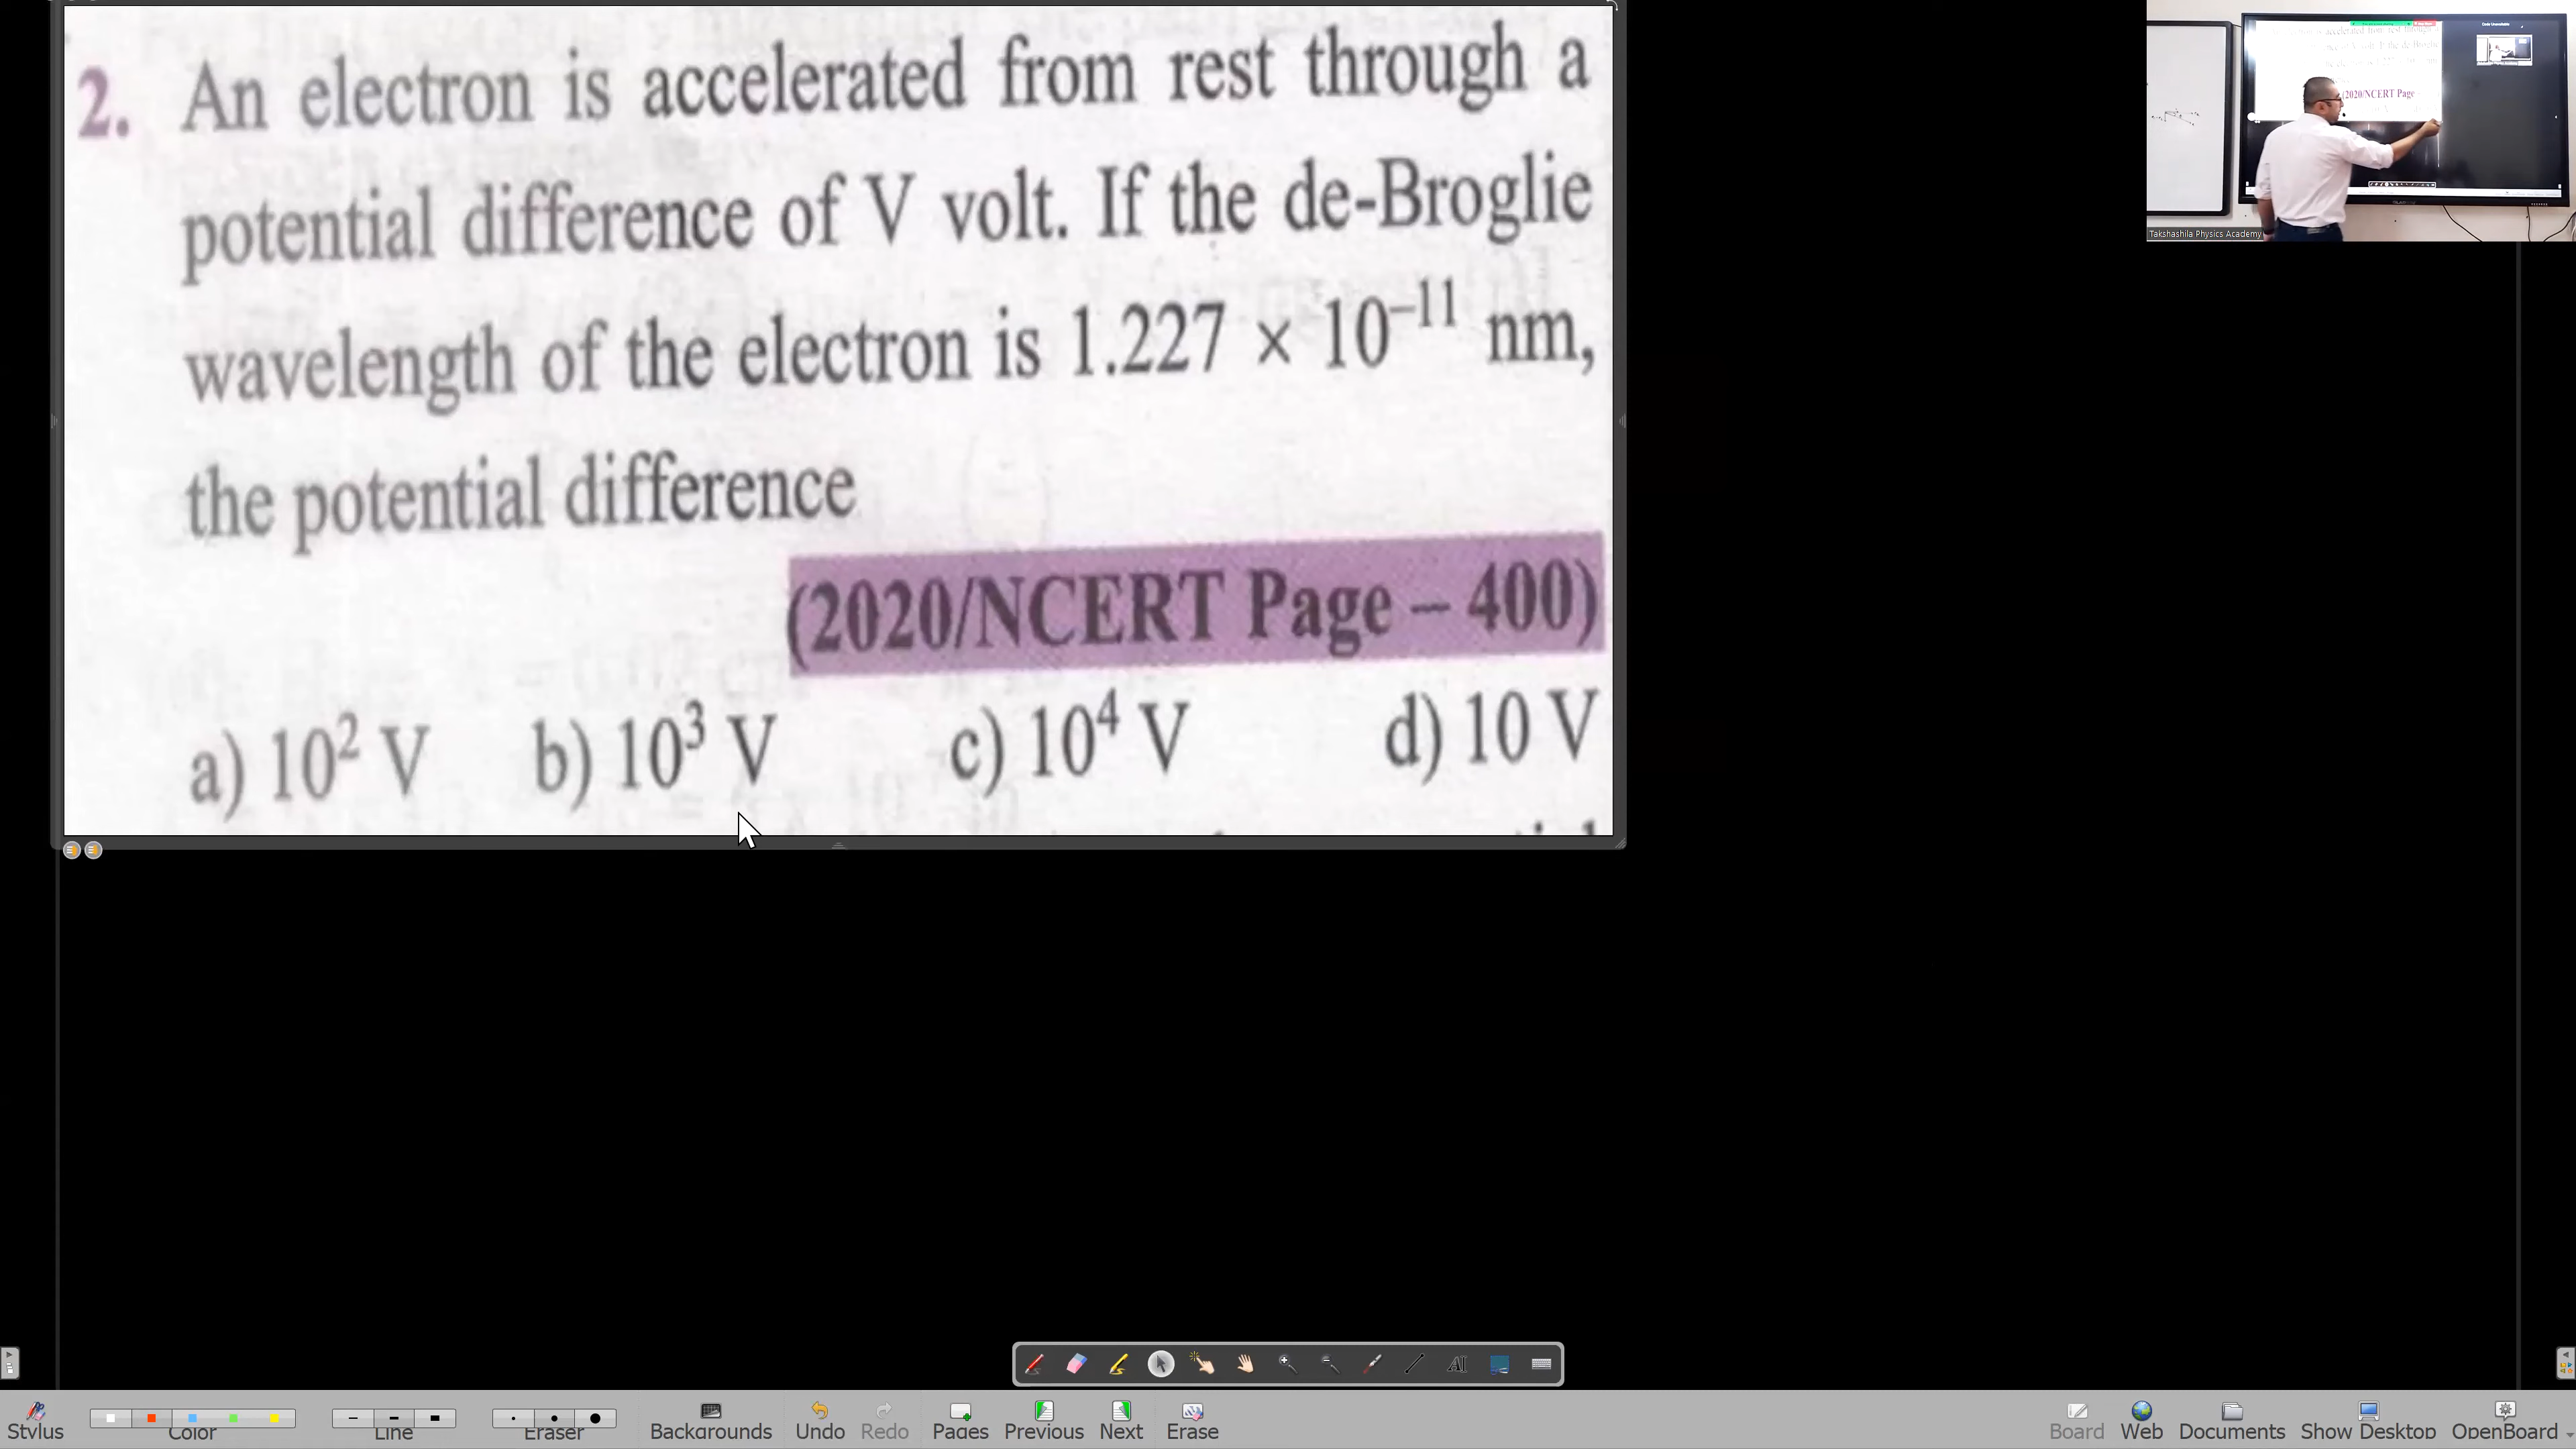 2. An electron is accelerated from rest through a
potential difference of V volt. If the de-Broglie
wavelength of the electron is 1.227 × 10⁻¹¹ nm,
the potential difference
(2020/NCERT Page – 400)
a) 10² V b) 10³ V c) 10⁴ V d) 10 V
(2020/NCERT Page -
Takshashila Physics Academy
Stylus Color Line Eraser Backgrounds Undo Redo Pages Previous Next Erase Board Web Documents Show Desktop OpenBoard